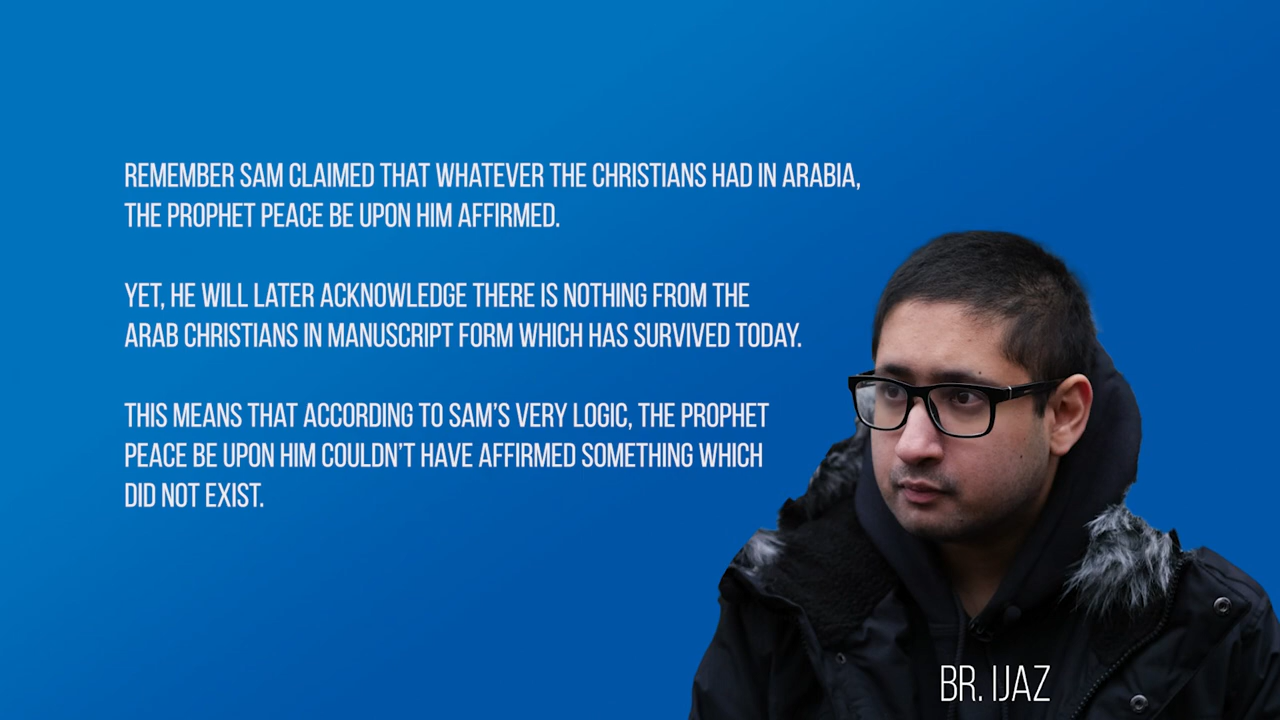 REMEMBER SAM CLAIMED THAT WHATEVER THE CHRISTIANS HAD IN ARABIA,
THE PROPHET PEACE BE UPON HIM AFFIRMED.
YET, HE WILL LATER ACKNOWLEDGE THERE IS NOTHING FROM THE
ARAB CHRISTIANS IN MANUSCRIPT FORM WHICH HAS SURVIVED TODAY.
THIS MEANS THAT ACCORDING TO SAM'S VERY LOGIC, THE PROPHET
PEACE BE UPON HIM COULDN'T HAVE AFFIRMED SOMETHING WHICH
DID NOT EXIST.
BR. IJAZ